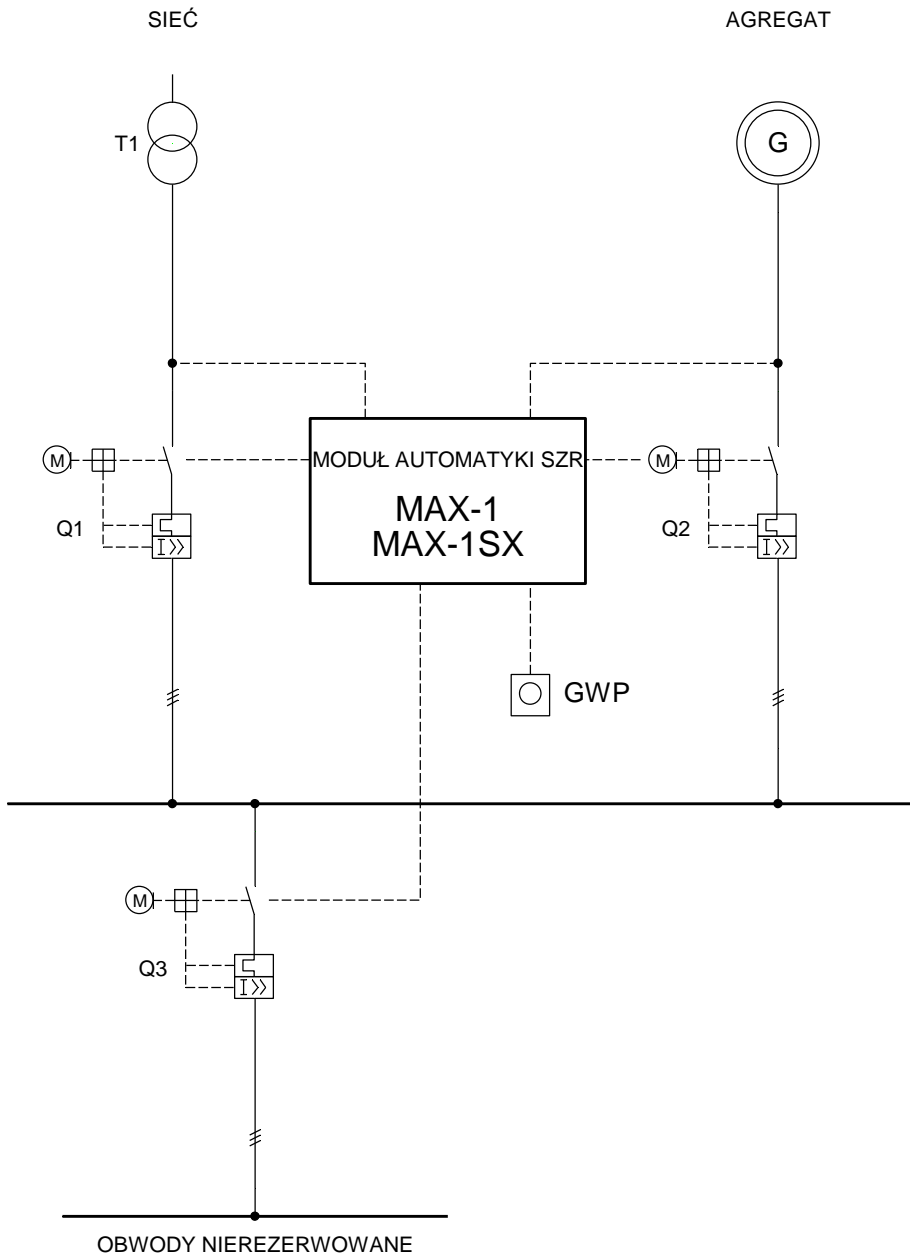 SIEĆ
AGREGAT
T1
G
M
MODUŁ AUTOMATYKI SZR
M
MAX-1
MAX-1SX
Q1
I >>
Q2
I >>
GWP
M
Q3
I >>
OBWODY NIEREZERWOWANE